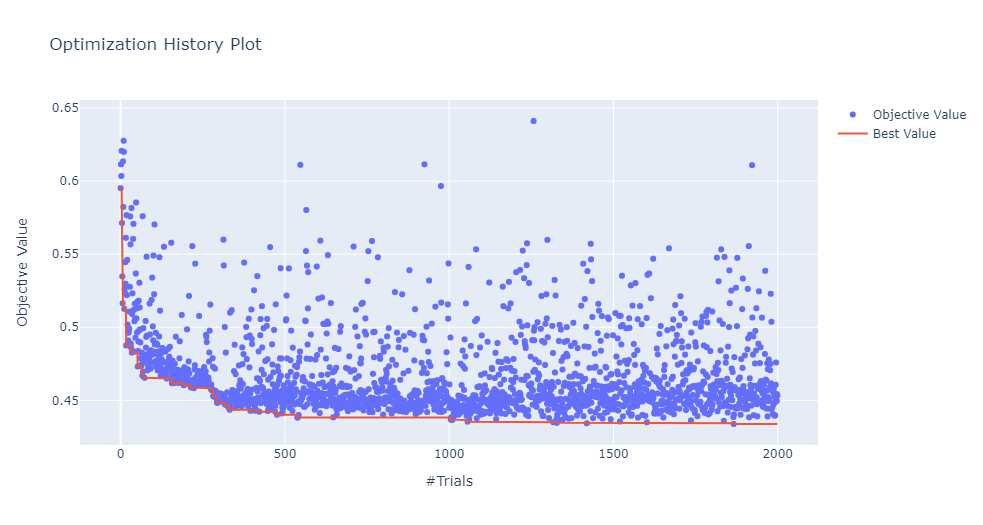 Optimization History Plot
0.65
0.6
0.55
0.5
0.45
0
500
1000
1500
2000
#Trials
Objective Value
Objective Value
Best Value